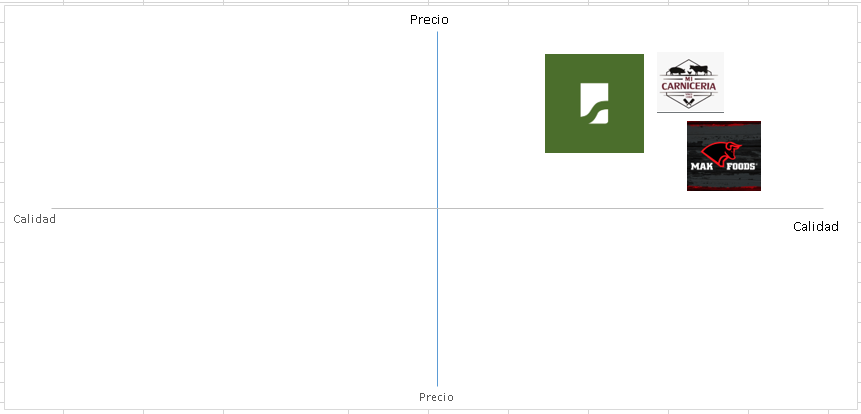 Precio
MI
CARNICERIA
MAK FOODS
Calidad
Calidad
Precio